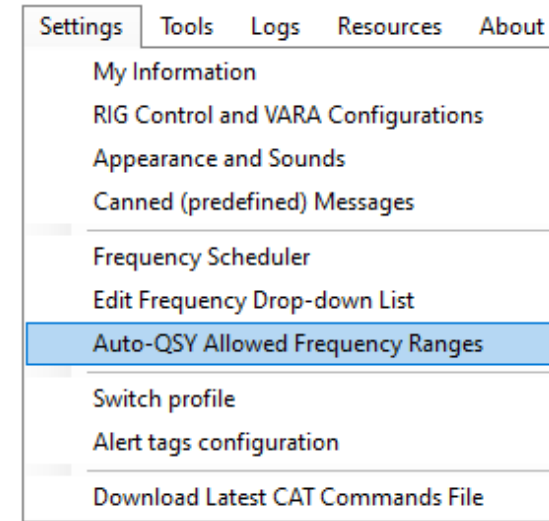 Settings Tools Logs Resources About
My Information
RIG Control and VARA Configurations
Appearance and Sounds
Canned (predefined) Messages
Frequency Scheduler
Edit Frequency Drop-down List
Auto-QSY Allowed Frequency Ranges
Switch profile
Alert tags configuration
Download Latest CAT Commands File